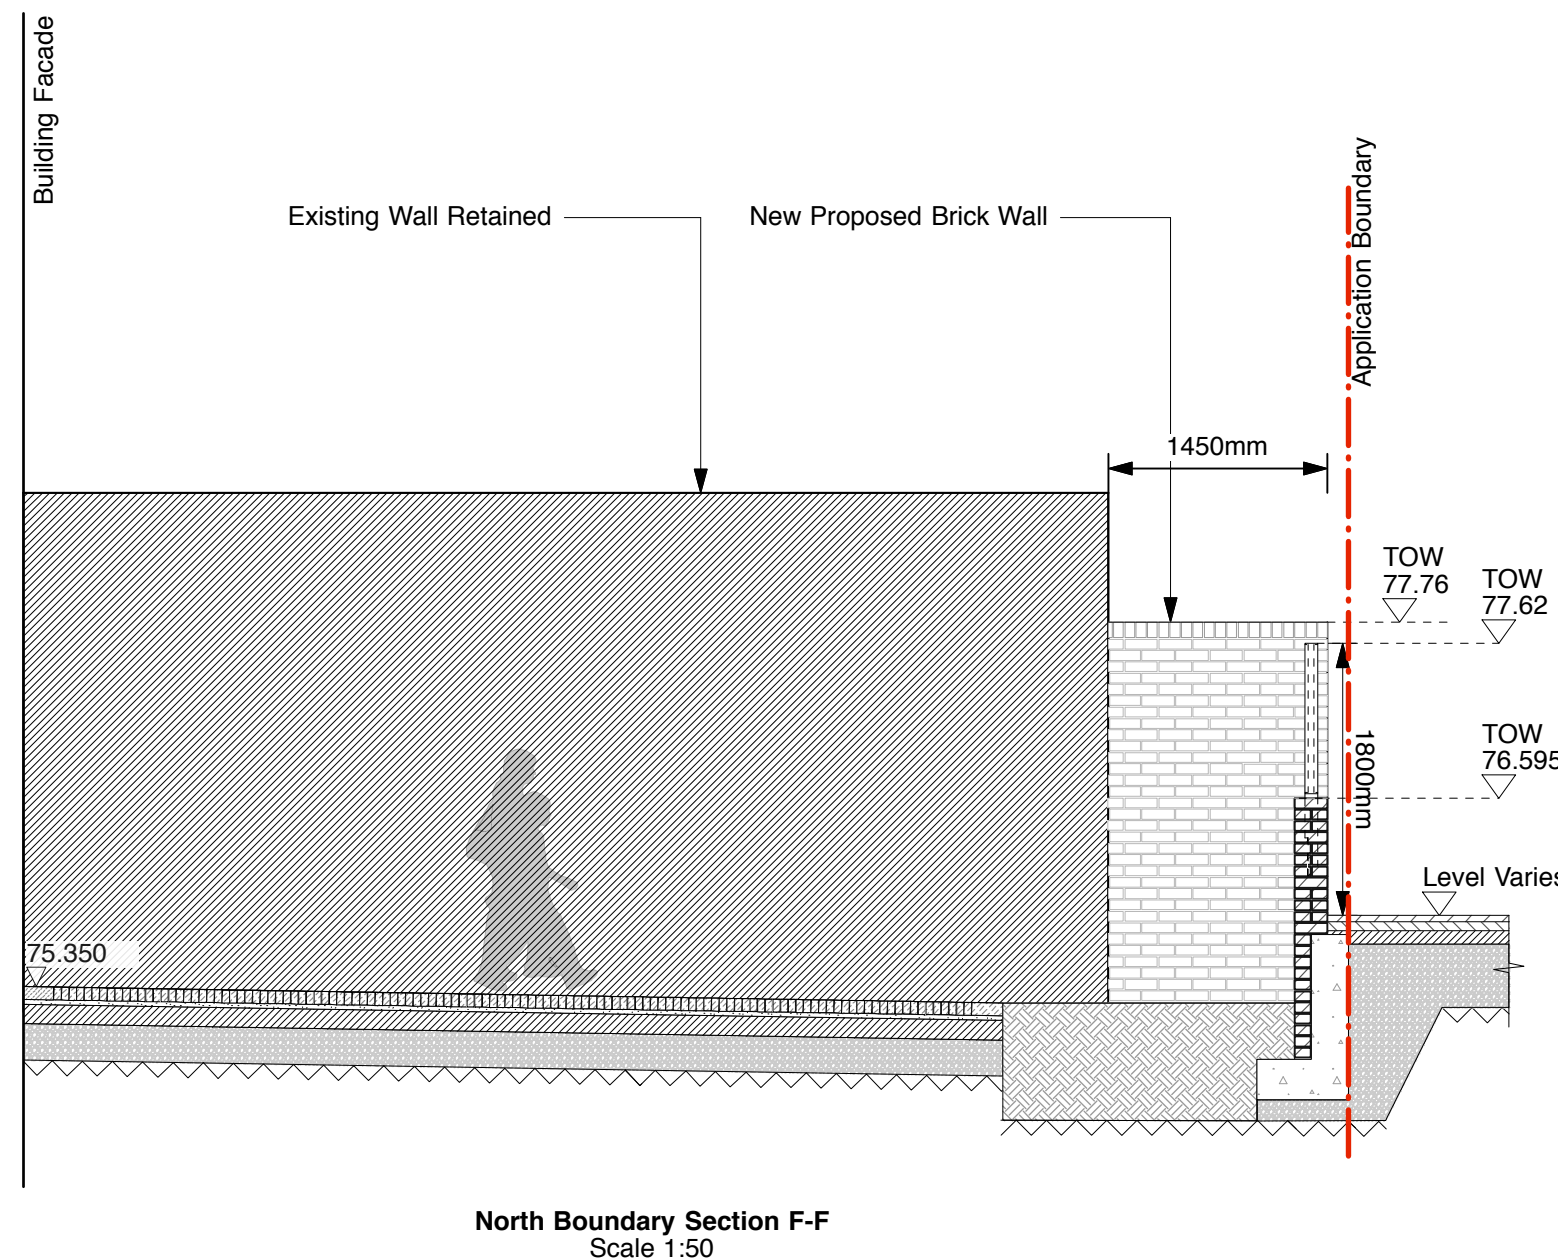 Building Facade
Existing Wall Retained
New Proposed Brick Wall
Application Boundary
1450mm
TOW
77.76
TOW
77.62
1800mm
TOW
76.595
Level Varies
75.350
North Boundary Section F-F
Scale 1:50